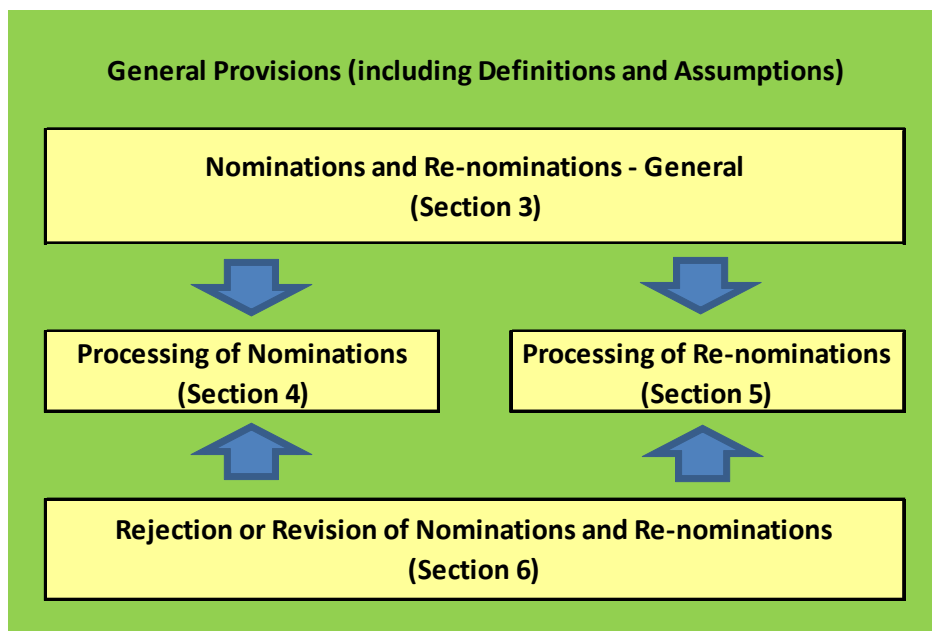 General Provisions (including Definitions and Assumptions)
Nominations and Re-nominations - General
(Section 3)
Processing of Nominations
(Section 4)
Processing of Re-nominations
(Section 5)
Rejection or Revision of Nominations and Re-nominations
(Section 6)